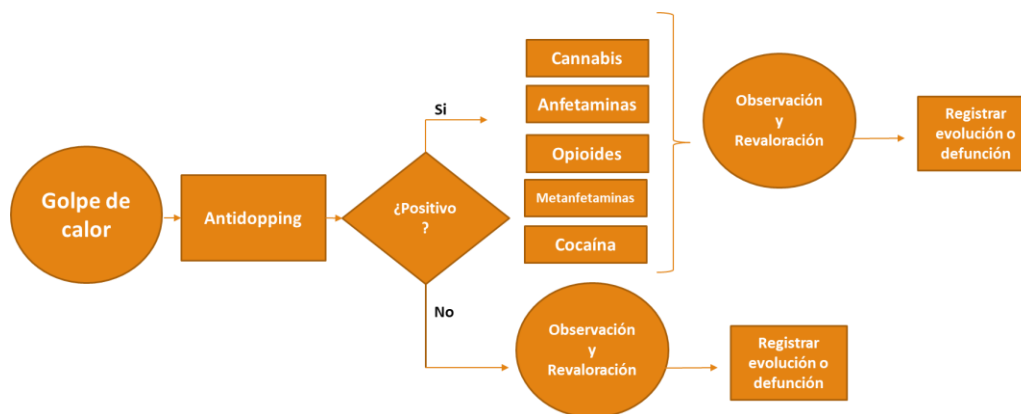 Golpe de
calor
Antidopping
¿Positivo
?
Si
Cannabis
Anfetaminas
Opioides
Metanfetaminas
Cocaína
Observación
y
Revaloración
Registrar
evolución o
defunción
No
Observación
y
Revaloración
Registrar
evolución o
defunción